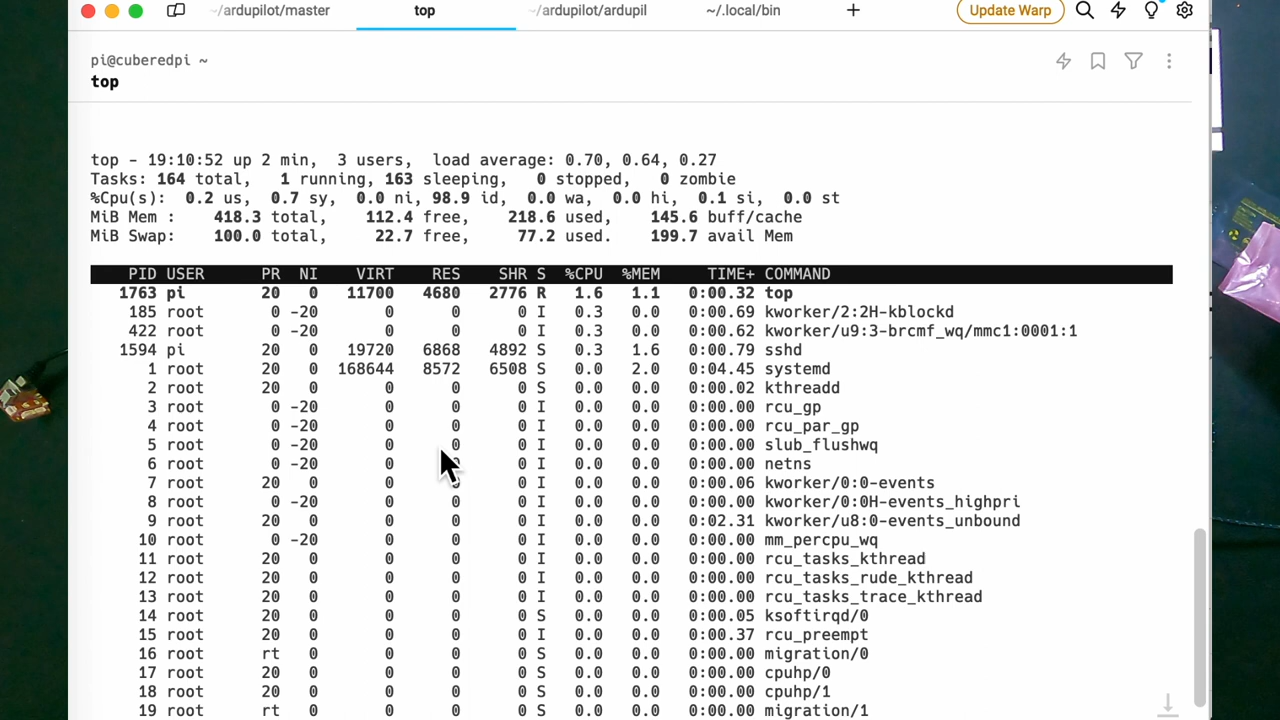 ~/ardupilot/master top ~/ardupilot/ardupil ~/.local/bin + Update Warp
pi@cuberedpi ~
top
top - 19:10:52 up 2 min,  3 users,  load average: 0.70, 0.64, 0.27
Tasks: 164 total,   1 running, 163 sleeping,   0 stopped,   0 zombie
%Cpu(s):  0.2 us,  0.7 sy,  0.0 ni, 98.9 id,  0.0 wa,  0.0 hi,  0.1 si,  0.0 st
MiB Mem :    418.3 total,    112.4 free,    218.6 used,    145.6 buff/cache
MiB Swap:    100.0 total,     22.7 free,     77.2 used.    199.7 avail Mem
PID USER      PR  NI    VIRT    RES    SHR S  %CPU  %MEM     TIME+ COMMAND
1763 pi        20   0   11700   4680   2776 R   1.6   1.1   0:00.32 top
185 root       0 -20       0      0      0 I   0.3   0.0   0:00.69 kworker/2:2H-kblockd
422 root       0 -20       0      0      0 I   0.3   0.0   0:00.62 kworker/u9:3-brcmf_wq/mmc1:0001:1
1594 pi        20   0   19720   6868   4892 S   0.3   1.6   0:00.79 sshd
1 root      20   0  168644   8572   6508 S   0.0   2.0   0:04.45 systemd
2 root      20   0       0      0      0 S   0.0   0.0   0:00.02 kthreadd
3 root       0 -20       0      0      0 I   0.0   0.0   0:00.00 rcu_gp
4 root       0 -20       0      0      0 I   0.0   0.0   0:00.00 rcu_par_gp
5 root       0 -20       0      0      0 I   0.0   0.0   0:00.00 slub_flushwq
6 root       0 -20       0      0      0 I   0.0   0.0   0:00.00 netns
7 root      20   0       0      0      0 I   0.0   0.0   0:00.06 kworker/0:0-events
8 root       0 -20       0      0      0 I   0.0   0.0   0:00.00 kworker/0:0H-events_highpri
9 root      20   0       0      0      0 I   0.0   0.0   0:02.31 kworker/u8:0-events_unbound
10 root       0 -20       0      0      0 I   0.0   0.0   0:00.00 mm_percpu_wq
11 root      20   0       0      0      0 I   0.0   0.0   0:00.00 rcu_tasks_kthread
12 root      20   0       0      0      0 I   0.0   0.0   0:00.00 rcu_tasks_rude_kthread
13 root      20   0       0      0      0 I   0.0   0.0   0:00.00 rcu_tasks_trace_kthread
14 root      20   0       0      0      0 S   0.0   0.0   0:00.05 ksoftirqd/0
15 root      20   0       0      0      0 I   0.0   0.0   0:00.37 rcu_preempt
16 root      rt   0       0      0      0 S   0.0   0.0   0:00.00 migration/0
17 root      20   0       0      0      0 S   0.0   0.0   0:00.00 cpuhp/0
18 root      20   0       0      0      0 S   0.0   0.0   0:00.00 cpuhp/1
19 root      rt   0       0      0      0 S   0.0   0.0   0:00.00 migration/1